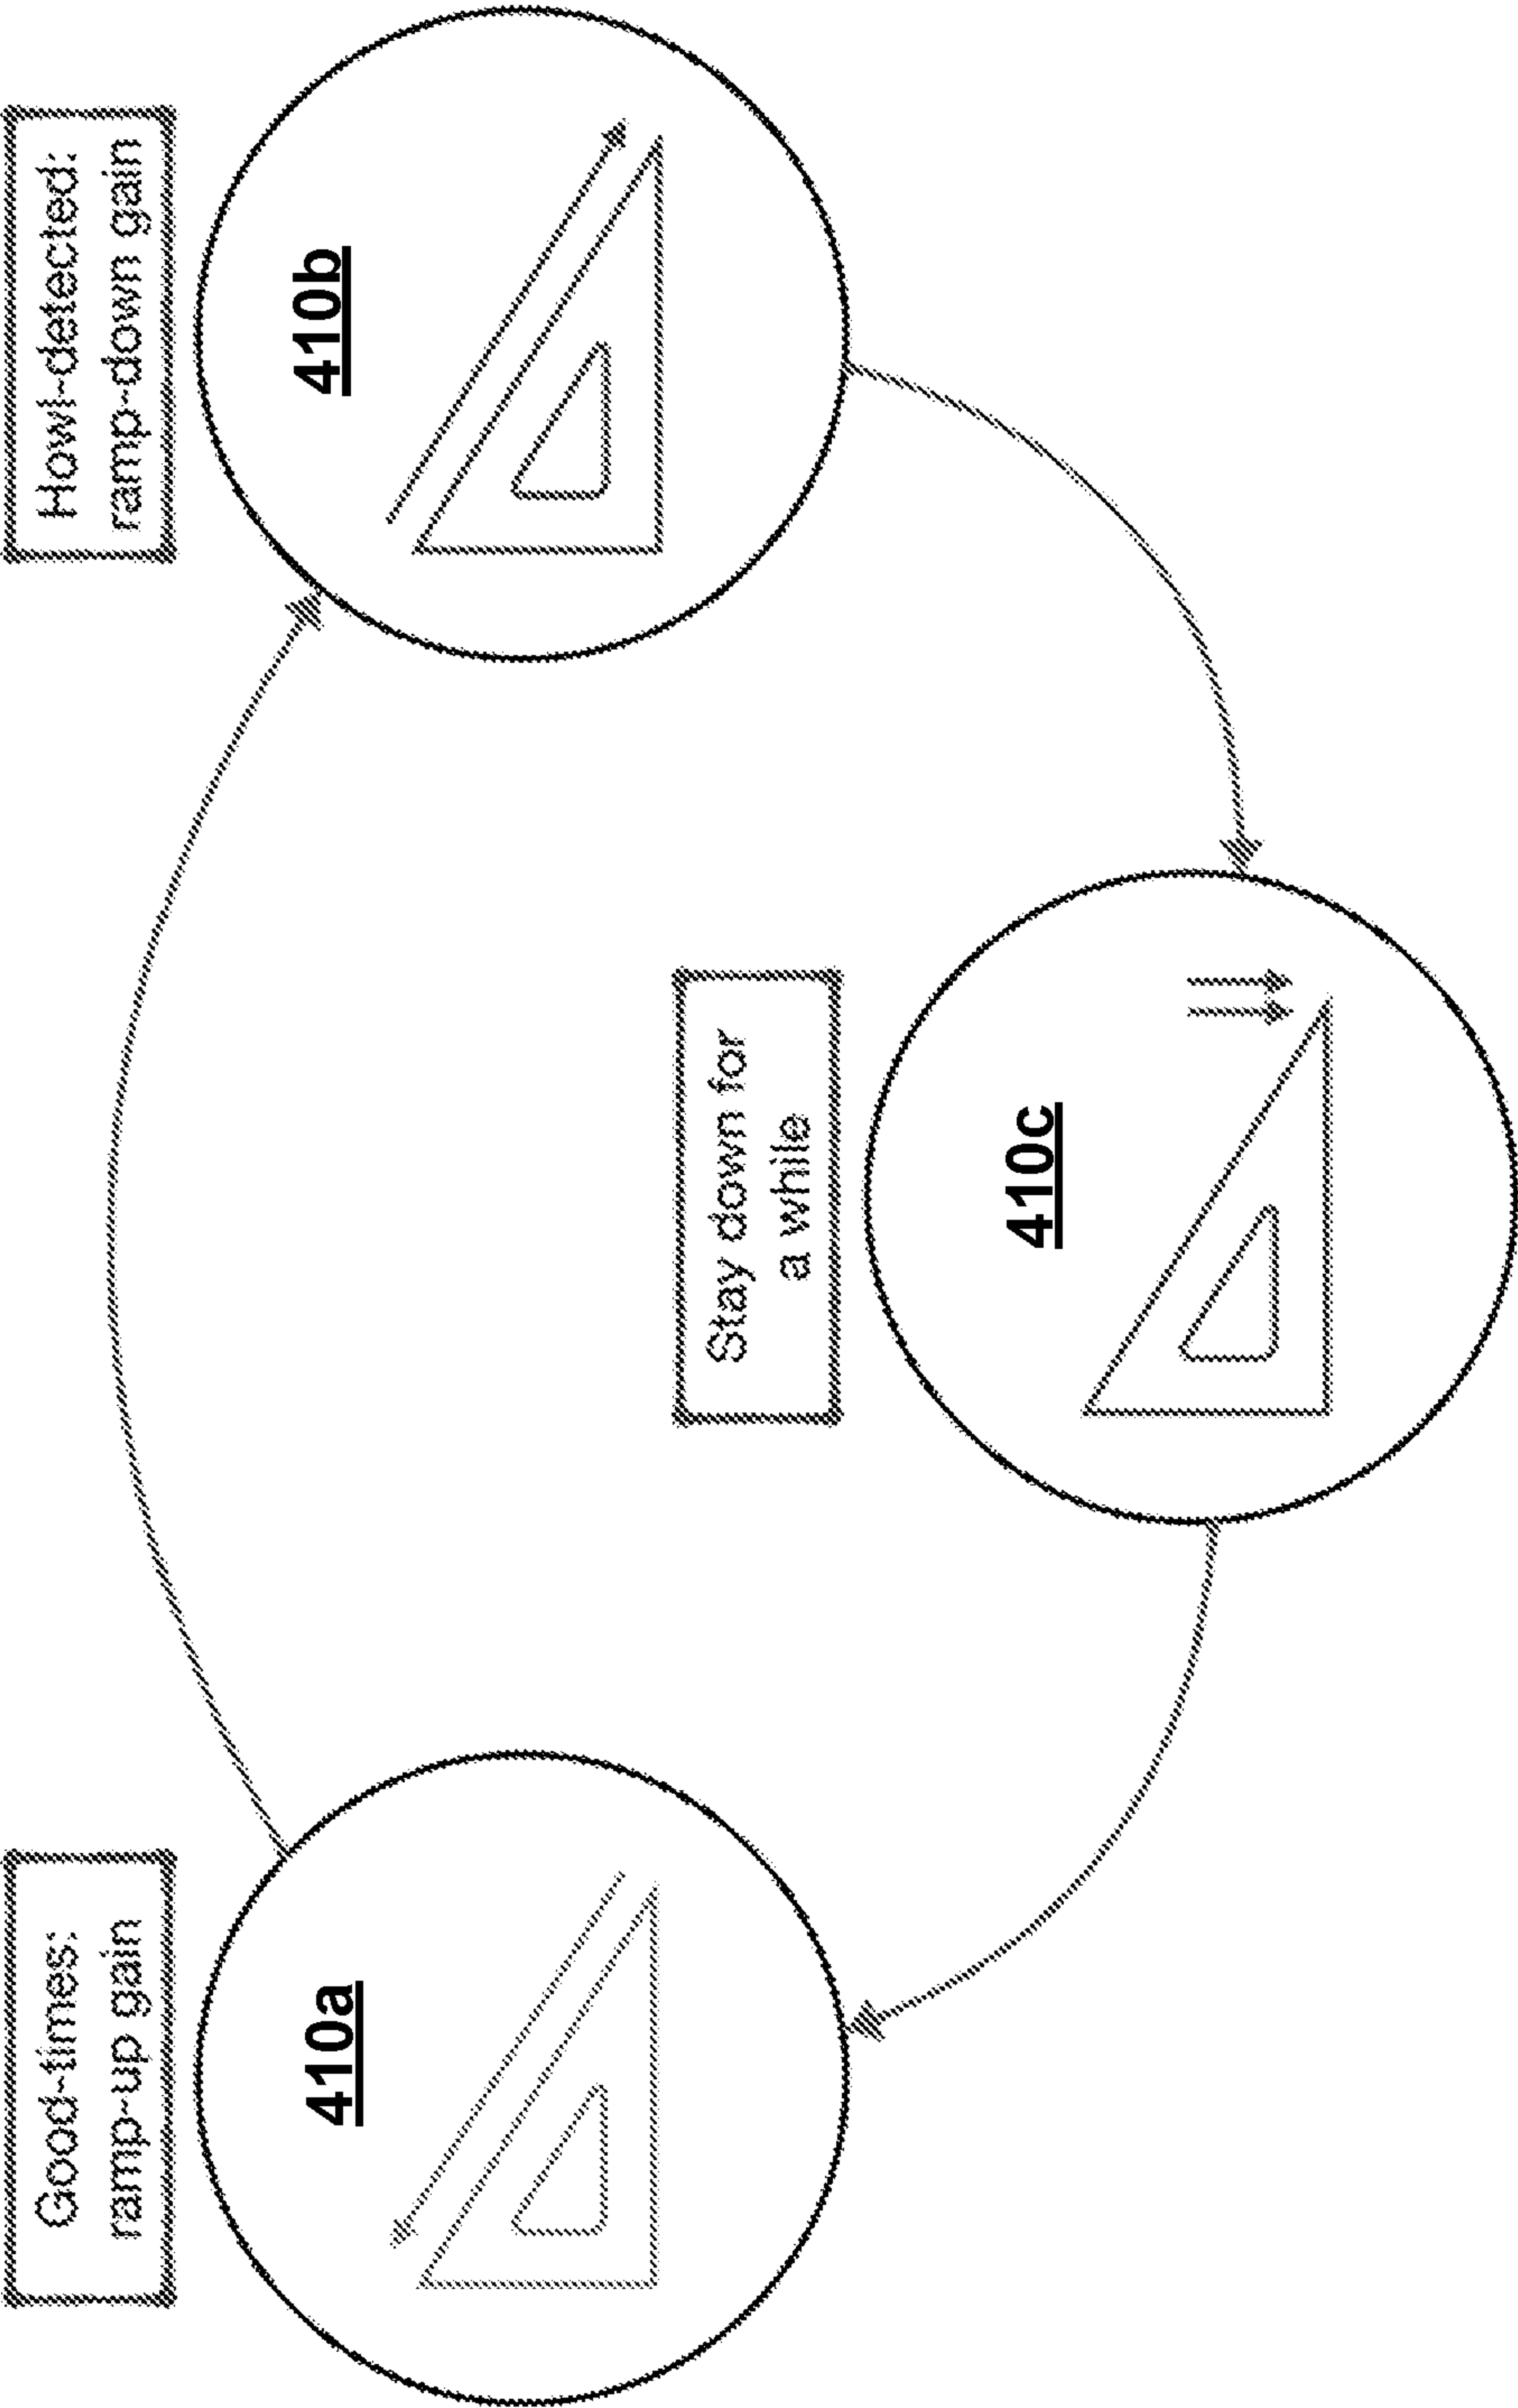 Good-times:
ramp-up gain
410a
Howl-detected:
ramp-down gain
410b
Stay down for
a while
410c